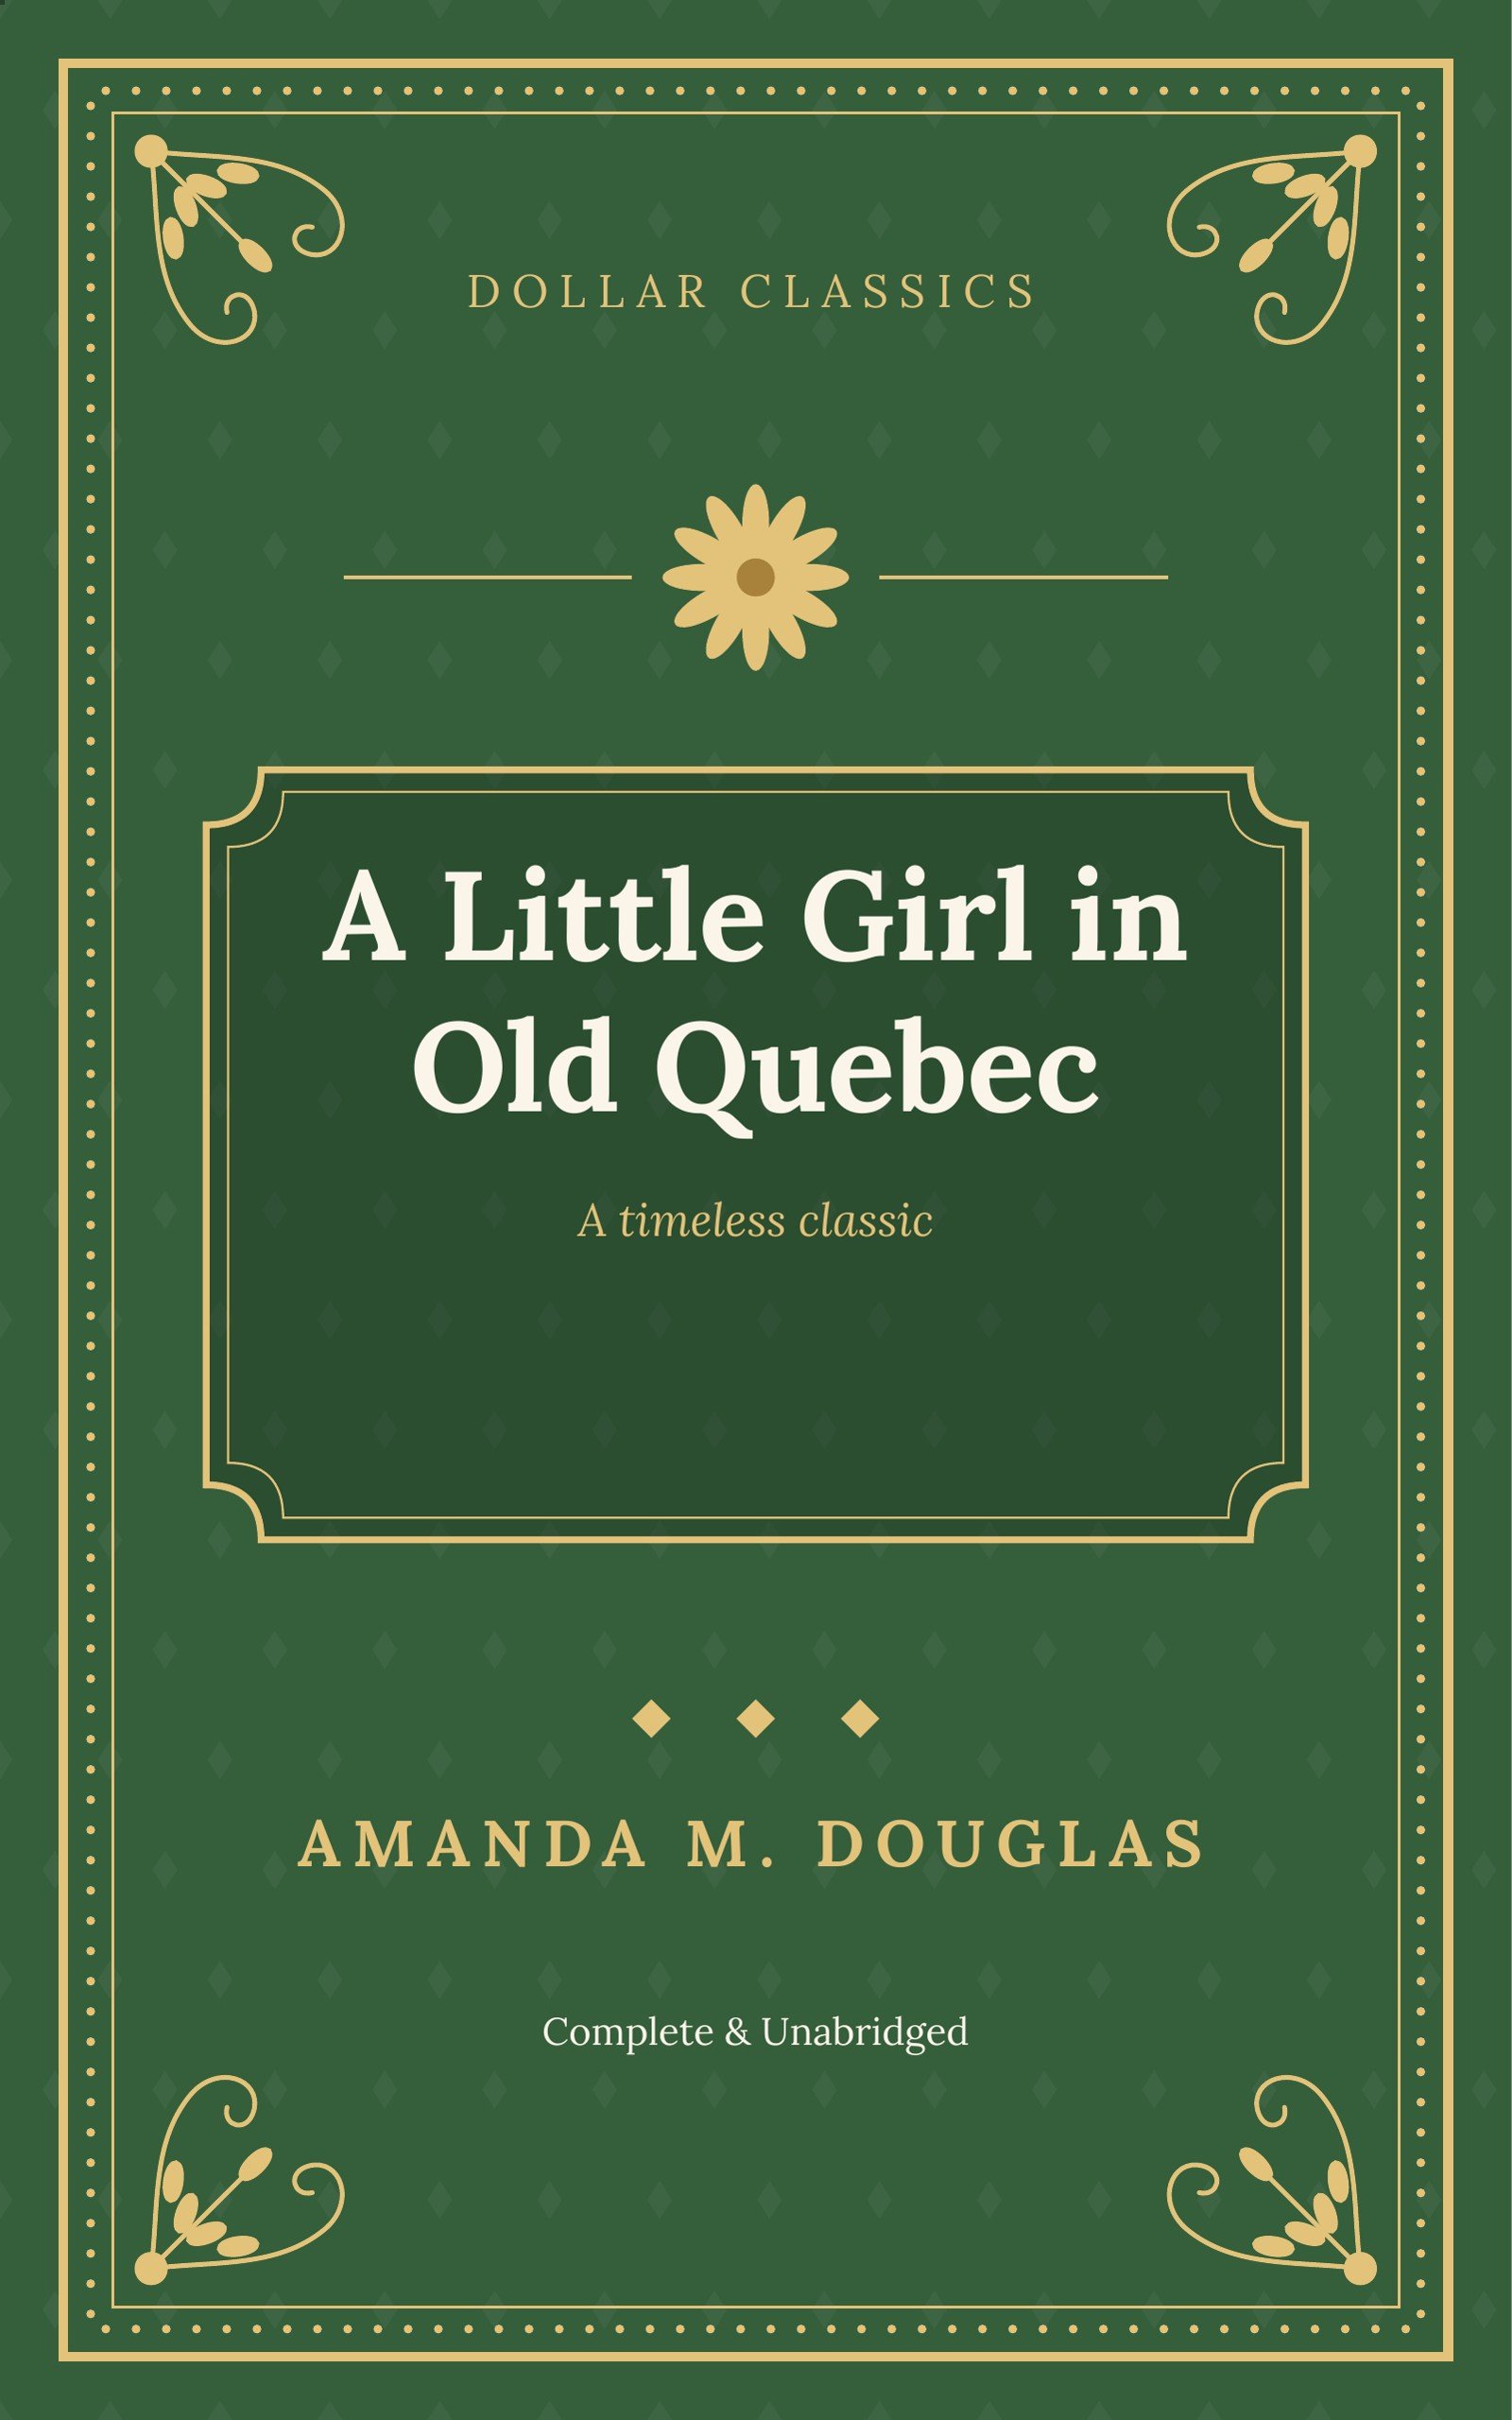 DOLLAR CLASSICS
A Little Girl in
Old Quebec
A timeless classic
AMANDA M. DOUGLAS
Complete & Unabridged